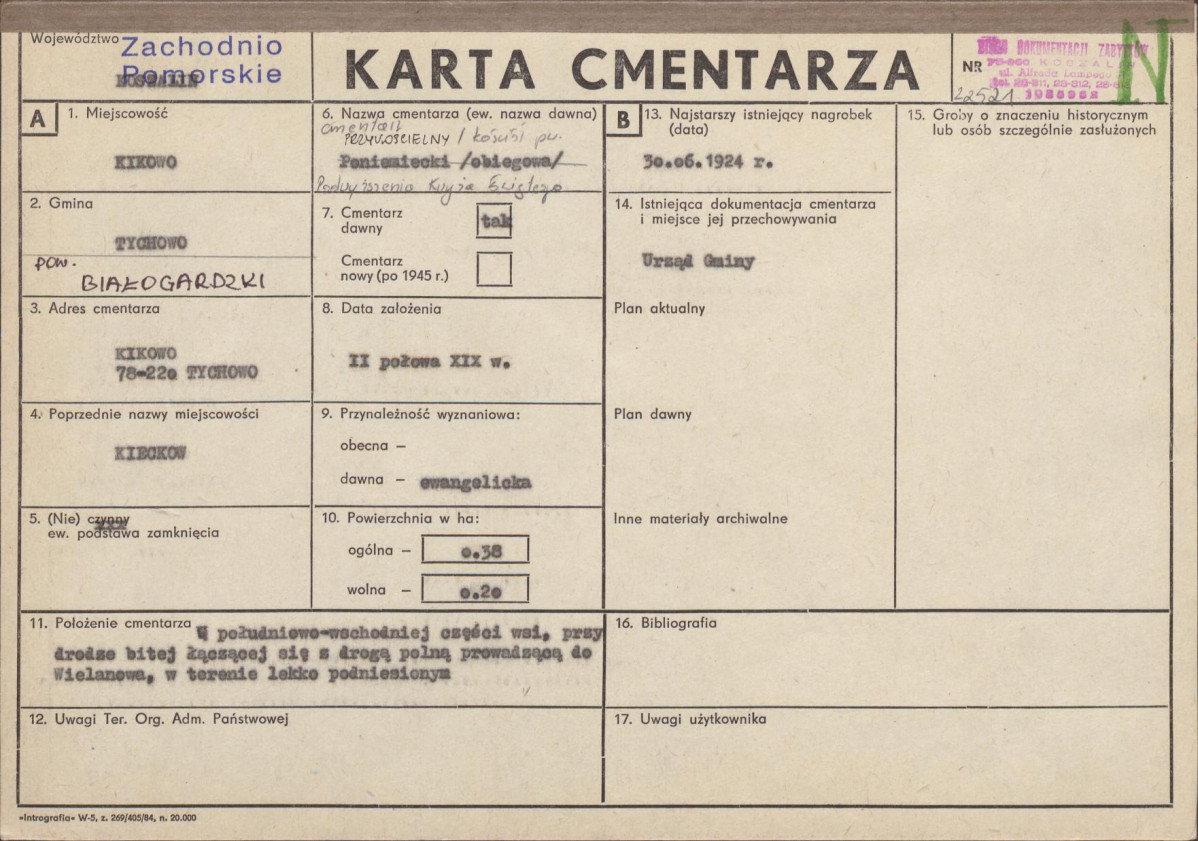 Województwo
Zachodnio
Pomorskie
KOSZALIN
KARTA CMENTARZA
NR
BIURO DOKUMENTACJI ZABYTKÓW
ul. Alfreda Lampego
22521
N
A
1. Miejscowość
KIKOWO
2. Gmina
TYCHOWO
pow.
BIAŁOGARDZKI
3. Adres cmentarza
KIKOWO
78-22o TYCHOWO
4. Poprzednie nazwy miejscowości
KIECKOW
5. (Nie) czynny
ew. podstawa zamknięcia
6. Nazwa cmentarza (ew. nazwa dawna)
cmentarz
PRZYKOŚCIELNY / kościół pw.
Poniemiecki /obiegowa/
Podwyższenia Krzyża Świętego
7. Cmentarz
dawny
tak
Cmentarz
nowy (po 1945 r.)
8. Data założenia
II połowa XIX w.
9. Przynależność wyznaniowa:
obecna –
dawna – ewangelicka
10. Powierzchnia w ha:
ogólna – o.38
wolna – o.2o
11. Położenie cmentarza W południowo-wschodniej części wsi, przy
drodze bitej łączącej się z drogą polną prowadzącą do
Wielanowa, w terenie lekko podniesionym
12. Uwagi Ter. Org. Adm. Państwowej
B
13. Najstarszy istniejący nagrobek
(data)
3o.o6.1924 r.
14. Istniejąca dokumentacja cmentarza
i miejsce jej przechowywania
Urząd Gminy
Plan aktualny
Plan dawny
Inne materiały archiwalne
15. Groby o znaczeniu historycznym
lub osób szczególnie zasłużonych
16. Bibliografia
17. Uwagi użytkownika
»Intrografia« W-5, z. 269/405/84, n. 20.000